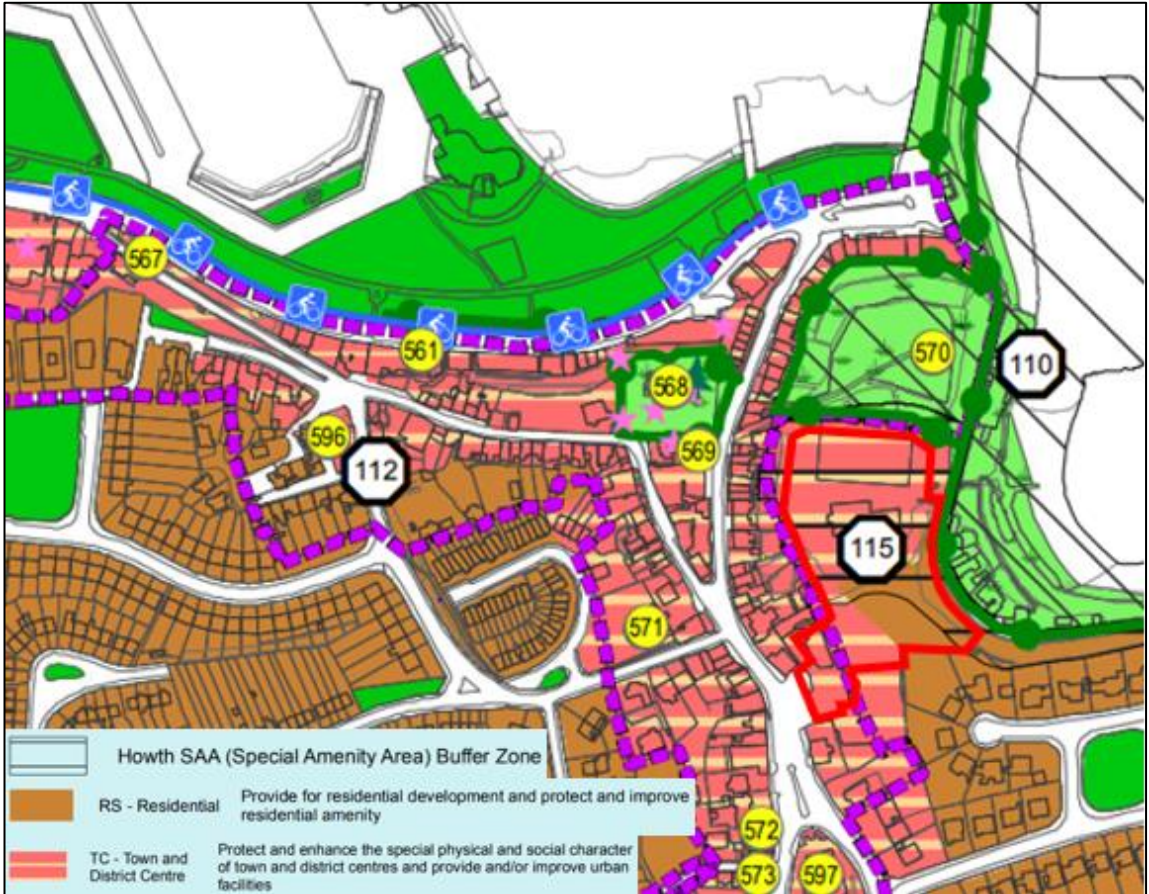 567
561
568
570
110
596
112
569
115
571
572
573
597
Howth SAA (Special Amenity Area) Buffer Zone
RS - Residential
Provide for residential development and protect and improve
residential amenity
TC - Town and
District Centre
Protect and enhance the special physical and social character
of town and district centres and provide and/or improve urban
facilities